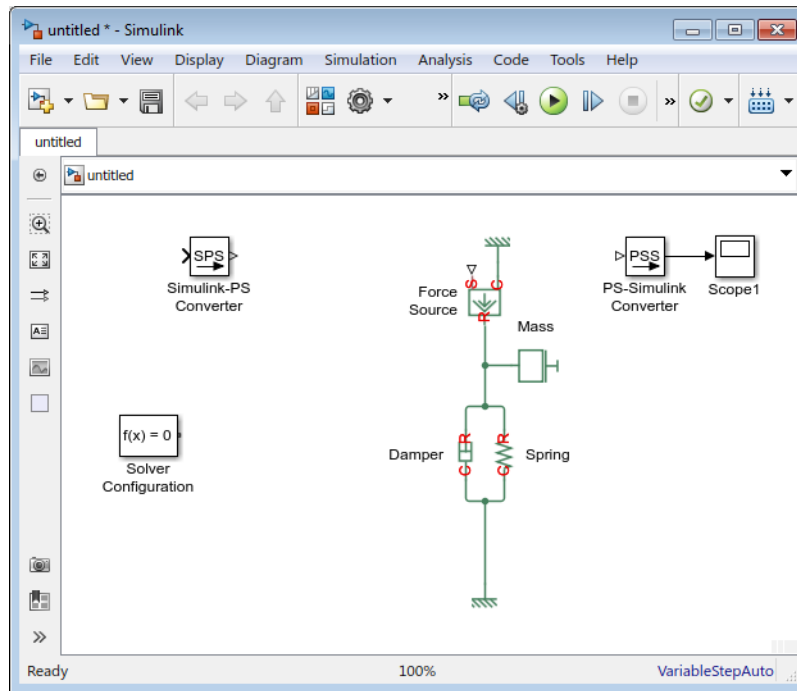 untitled * - Simulink
File Edit View Display Diagram Simulation Analysis Code Tools Help
untitled
untitled
SPS
Simulink-PS
Converter
PSS
PS-Simulink
Converter
Scope1
S
C
R
Force
Source
Mass
f(x) = 0
Solver
Configuration
Damper
R
C
R
C
Spring
Ready 100% VariableStepAuto